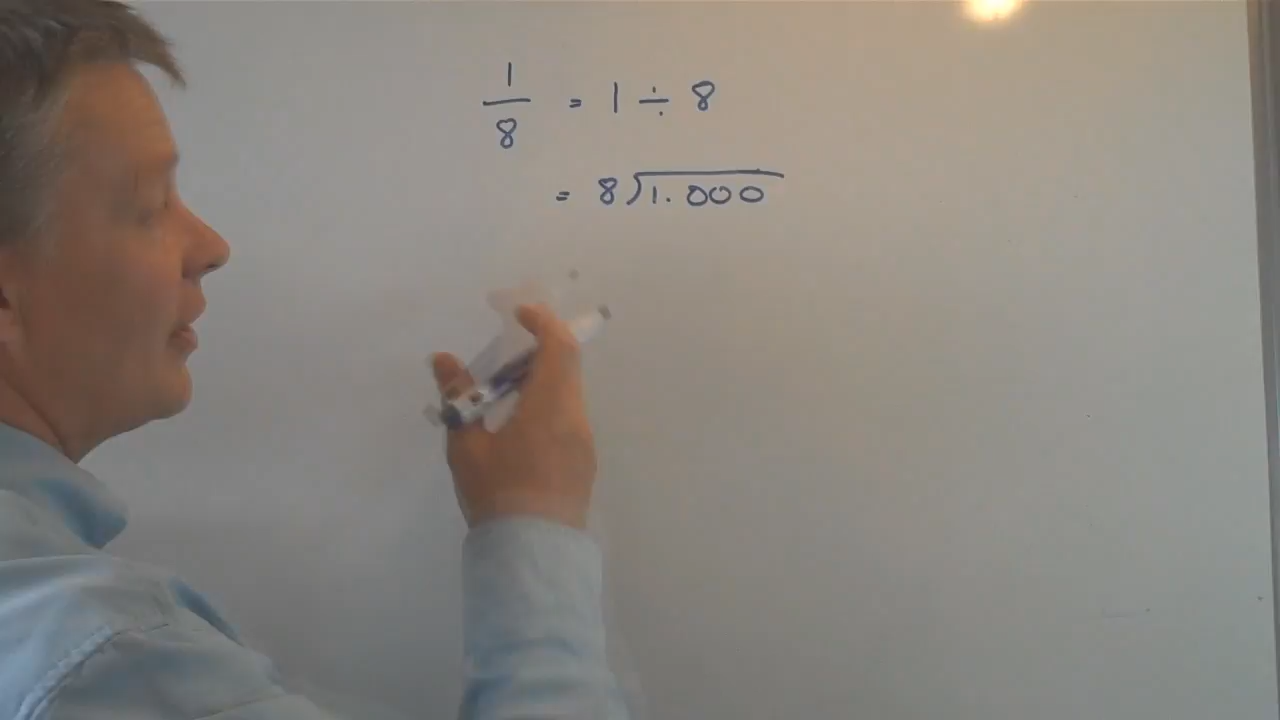 1/8 = 1 ÷ 8
= 8)1.000